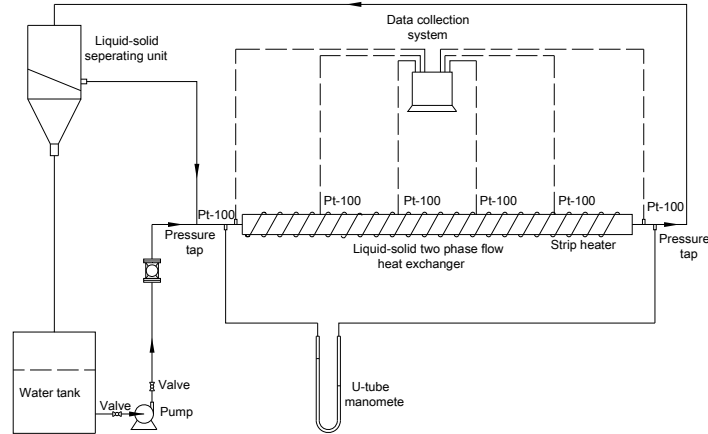 Data collection
system
Liquid-solid
seperating unit
Pt-100
Pt-100
Pt-100
Pt-100
Pt-100
Pt-100
Pressure
tap
Liquid-solid two phase flow
heat exchanger
Strip heater
Pressure
tap
U-tube
manomete
Water tank
Valve
Valve
Pump